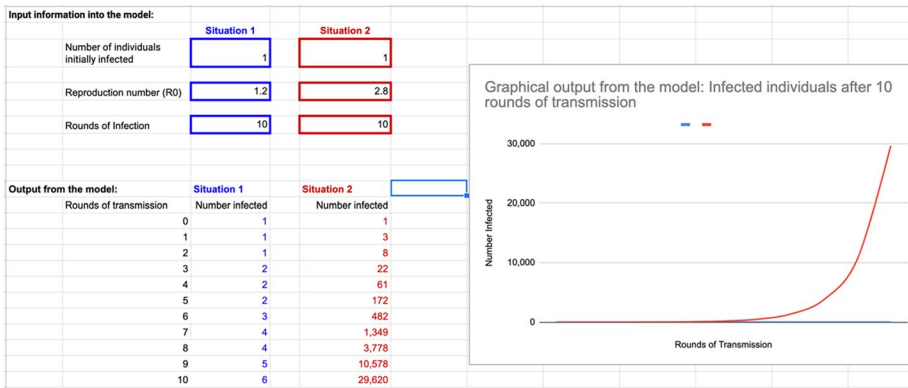 Input information into the model:
Situation 1 Situation 2
Number of individuals
initially infected 1 1
Reproduction number (R0) 1.2 2.8
Rounds of Infection 10 10
Output from the model: Situation 1 Situation 2
Rounds of transmission Number infected Number infected
0 1 1
1 1 3
2 1 8
3 2 22
4 2 61
5 2 172
6 3 482
7 4 1,349
8 4 3,778
9 5 10,578
10 6 29,620
Graphical output from the model: Infected individuals after 10
rounds of transmission
30,000
20,000
10,000
0
Number Infected
Rounds of Transmission